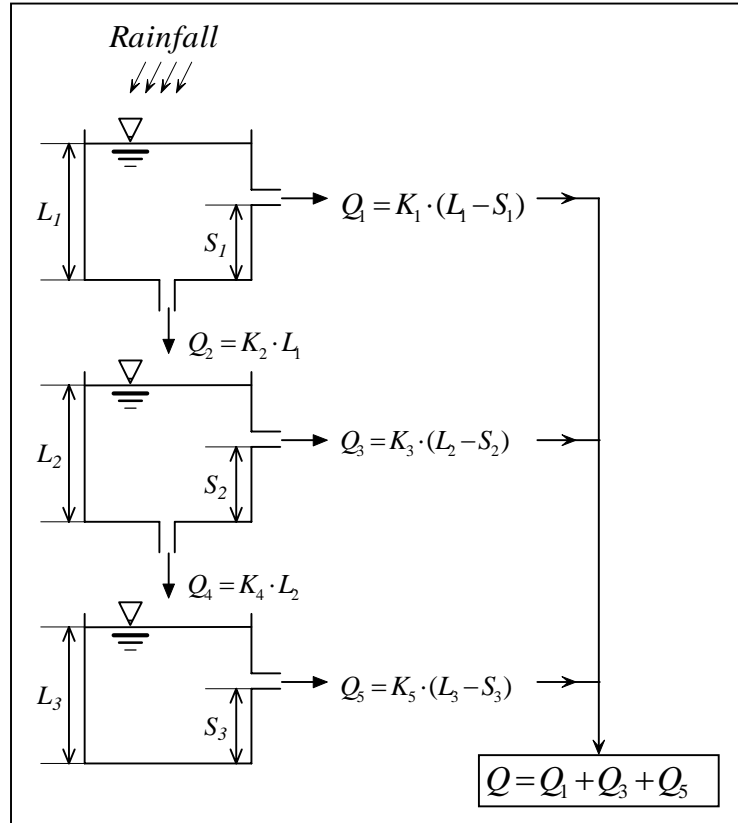 Rainfall
L₁
S₁
Q₁ = K₁ · (L₁ − S₁)
Q₂ = K₂ · L₁
L₂
S₂
Q₃ = K₃ · (L₂ − S₂)
Q₄ = K₄ · L₂
L₃
S₃
Q₅ = K₅ · (L₃ − S₃)
Q = Q₁ + Q₃ + Q₅